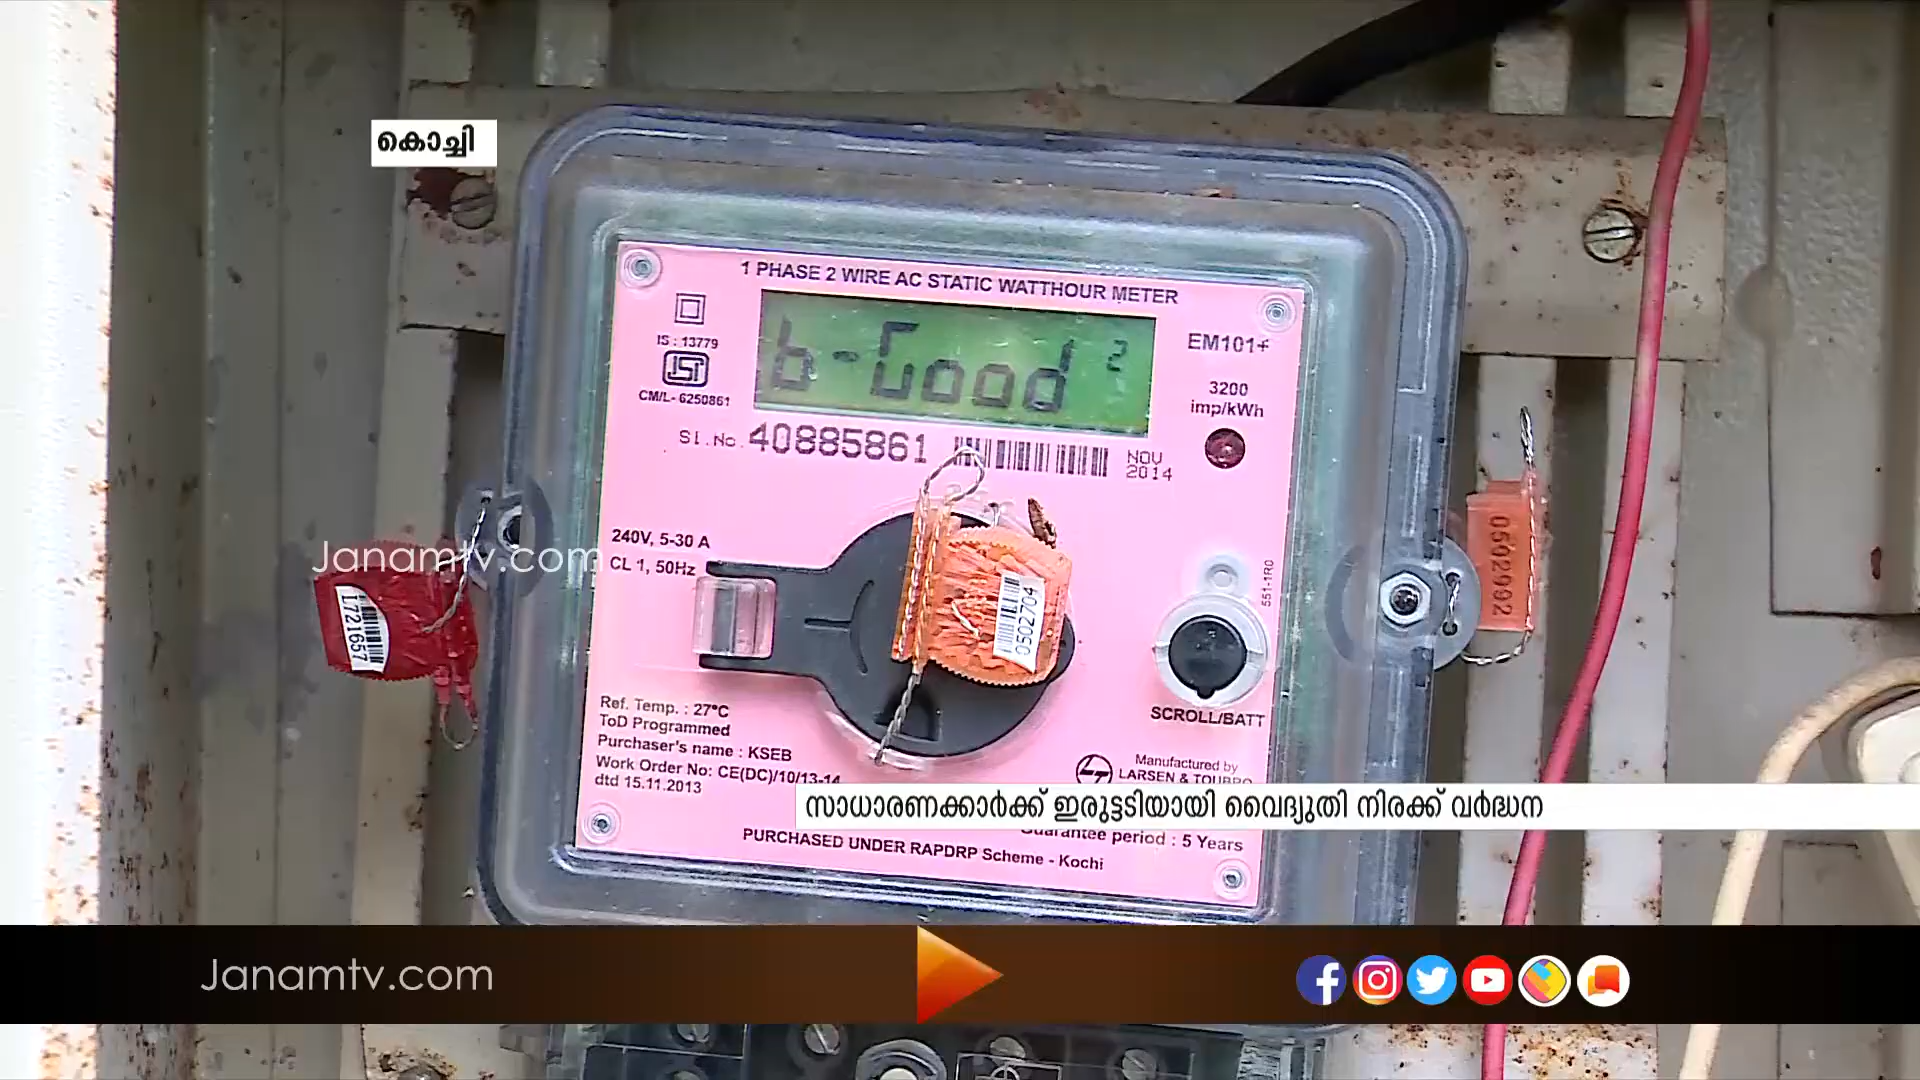 കൊച്ചി
1 PHASE 2 WIRE AC STATIC WATTHOUR METER
IS : 13779
CM/L- 6250861
b-Good 2
EM101+
3200
imp/kWh
Sl.No. 40885861
NOV
2014
240V, 5-30 A
CL 1, 50Hz
Janamtv.com
L721657
0502704
0502992
551-1R0
SCROLL/BATT
Ref. Temp. : 27°C
ToD Programmed
Purchaser's name : KSEB
Work Order No: CE(DC)/10/13-14
dtd 15.11.2013
Manufactured by
LARSEN & TOUBRO
സാധാരണക്കാർക്ക് ഇരുട്ടടിയായി വൈദ്യുതി നിരക്ക് വർദ്ധന
Guarantee period : 5 Years
PURCHASED UNDER RAPDRP Scheme - Kochi
Janamtv.com